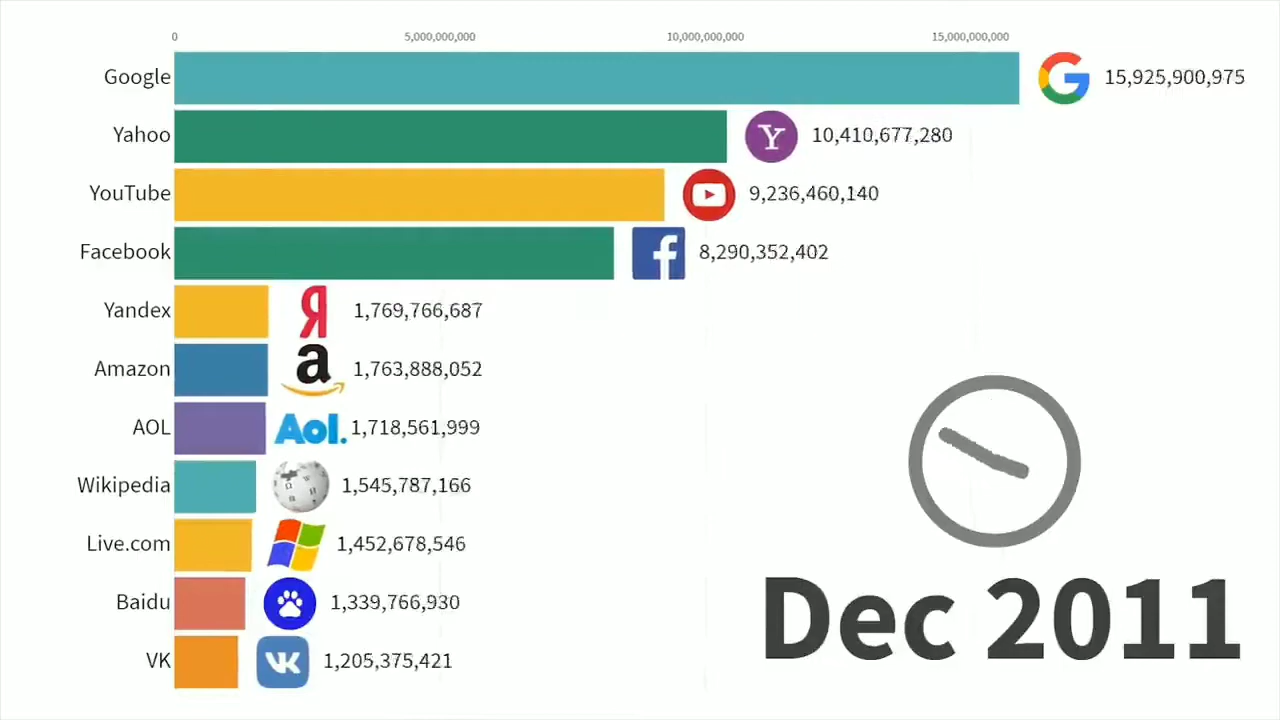 0 5,000,000,000 10,000,000,000 15,000,000,000
Google G 15,925,900,975
Yahoo Y 10,410,677,280
YouTube 9,236,460,140
Facebook f 8,290,352,402
Yandex Я 1,769,766,687
Amazon a 1,763,888,052
AOL Aol. 1,718,561,999
Wikipedia 1,545,787,166
Live.com 1,452,678,546
Baidu 1,339,766,930
VK VK 1,205,375,421
Dec 2011